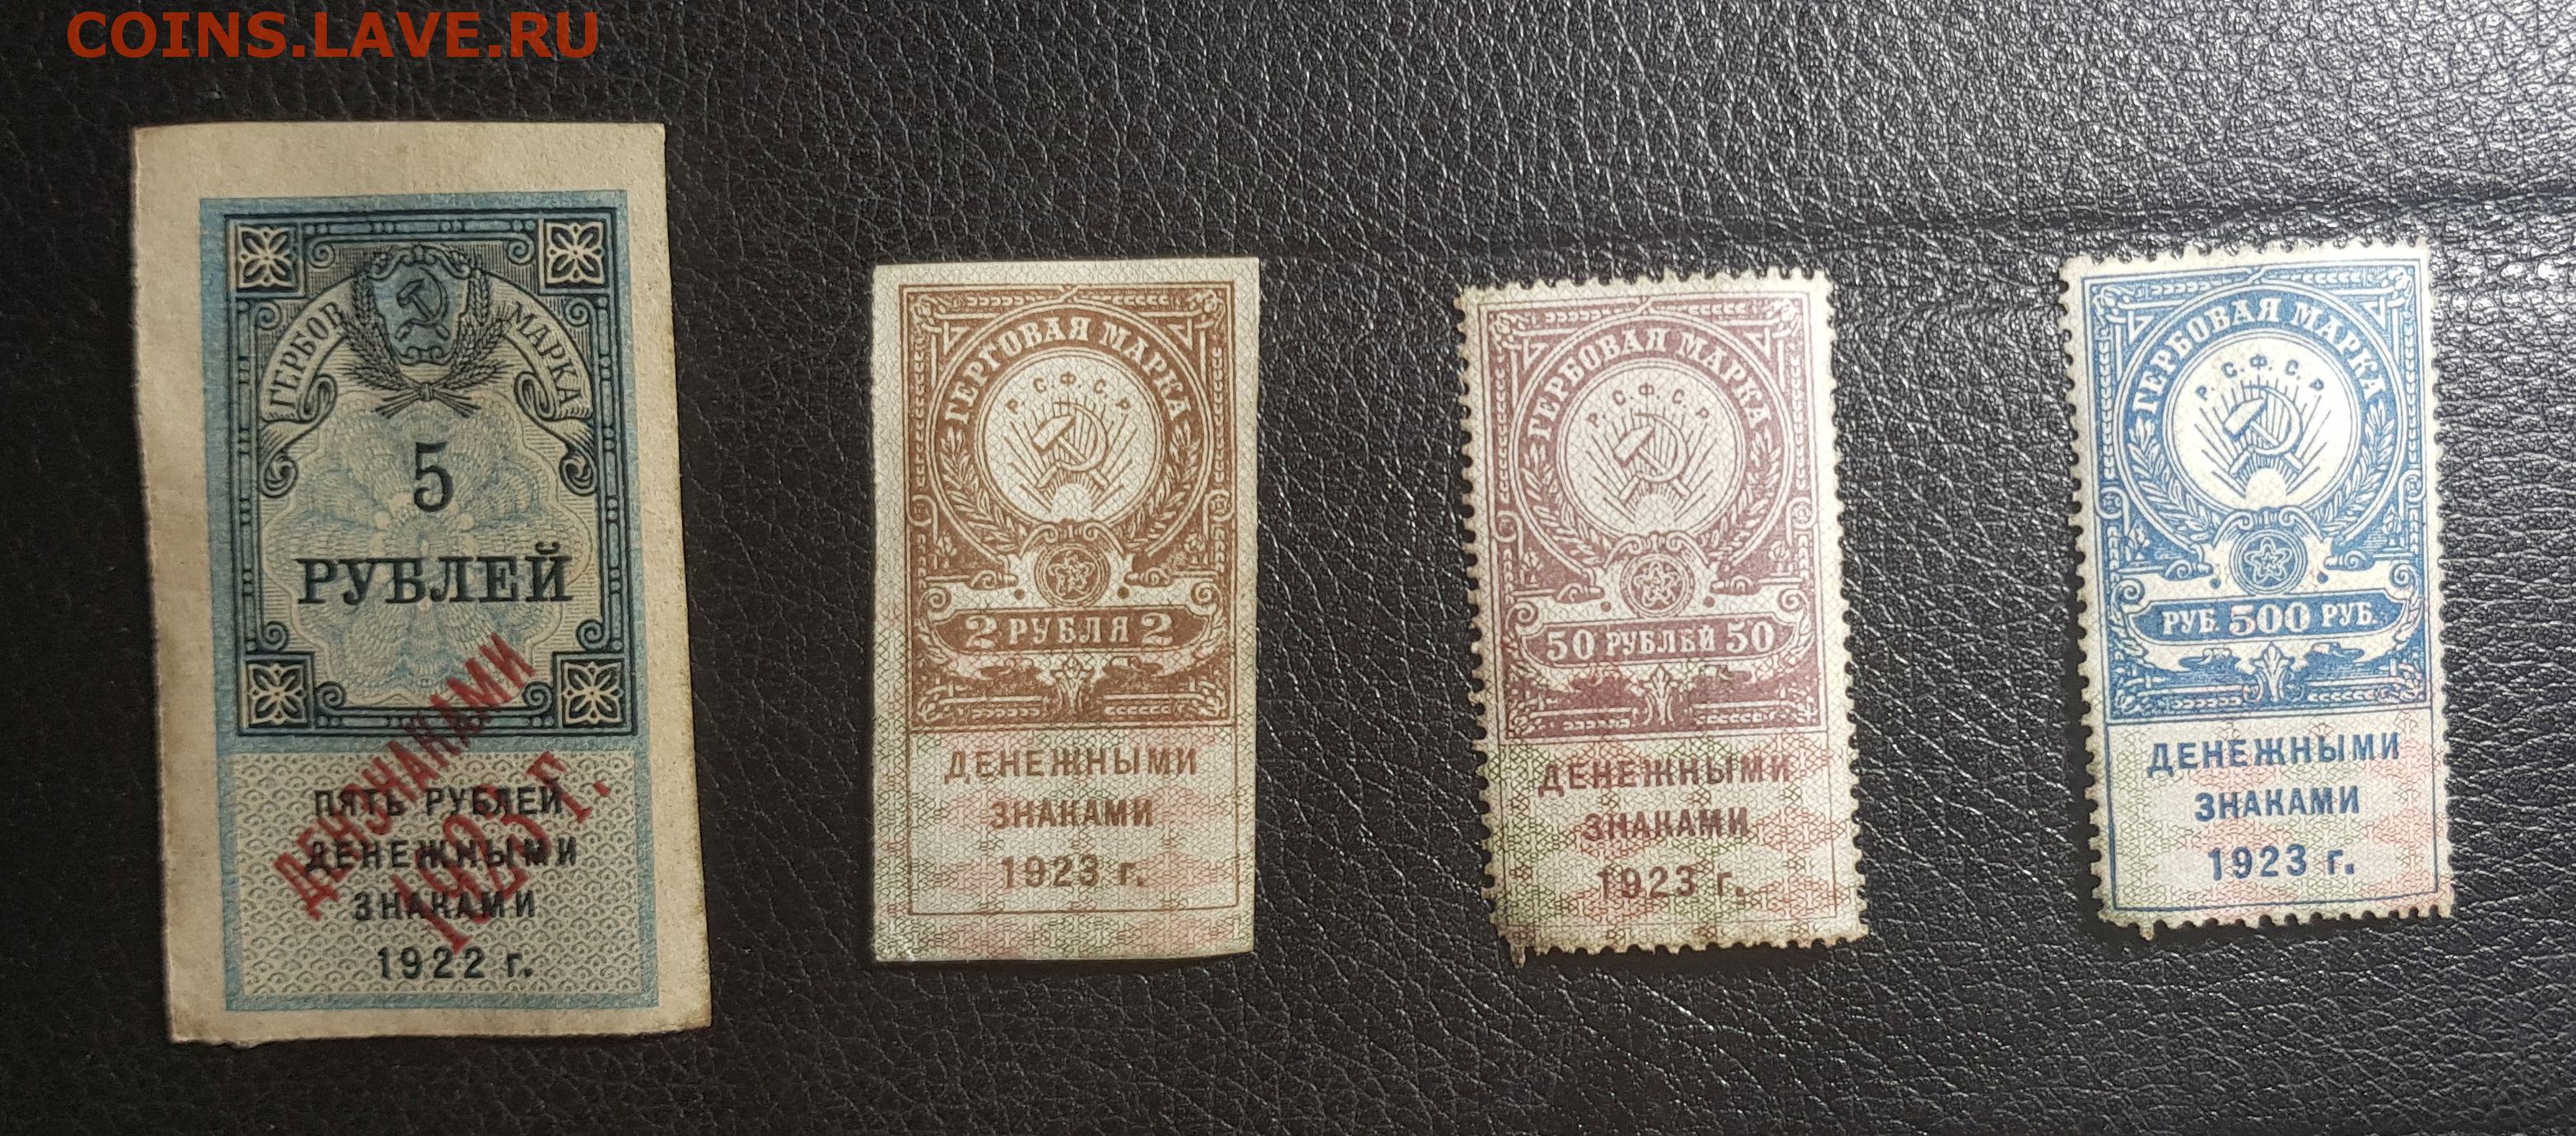 COINS.LAVE.RU
ГЕРБОВ МАРКА
5
РУБЛЕЙ
ДЕНЗНАКАМИ
1923 г.
ПЯТЬ РУБЛЕЙ
ДЕНЕЖНЫМИ
ЗНАКАМИ
1922 г.
ГЕРГОВАЯ МАРКА
Р.С.Ф.С.Р.
2 РУБЛЯ 2
ДЕНЕЖНЫМИ
ЗНАКАМИ
1923 г.
ГЕРБОВАЯ МАРКА
Р.С.Ф.С.Р.
50 РУБЛЕЙ 50
ДЕНЕЖНЫМИ
ЗНАКАМИ
1923 г.
ГЕРБОВАЯ МАРКА
Р.С.Ф.С.Р.
РУБ. 500 РУБ.
ДЕНЕЖНЫМИ
ЗНАКАМИ
1923 г.